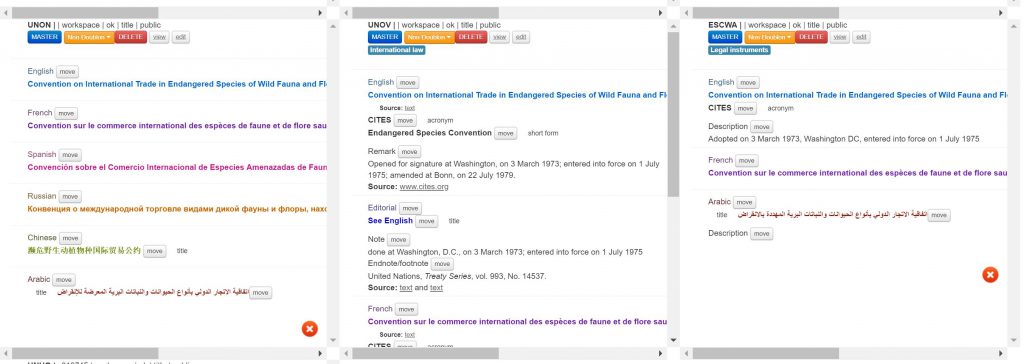 UNON | | workspace | ok | title | public
MASTER Non-Doublon DELETE view edit
English move
Convention on International Trade in Endangered Species of Wild Fauna and Fl
French move
Convention sur le commerce international des espèces de faune et de flore sau
Spanish move
Convención sobre el Comercio Internacional de Especies Amenazadas de Faun
Russian move
Конвенция о международной торговле видами дикой фауны и флоры, нахо
Chinese move
濒危野生动植物种国际贸易公约 move title
Arabic move
title اتفاقية الاتجار الدولي بأنواع الحيوانات والنباتات البرية المعرضة للانقراض move
UNOV | | workspace | ok | title | public
MASTER Non-Doublon DELETE view edit
International law
English move
Convention on International Trade in Endangered Species of Wild Fauna and Fl
Source: text
CITES move acronym
Endangered Species Convention move short form
Remark move
Opened for signature at Washington, on 3 March 1973; entered into force on 1 July
1975; amended at Bonn, on 22 July 1979.
Source: www.cites.org
Editorial move
See English move title
Note move
done at Washington, D.C., on 3 March 1973; entered into force on 1 July 1975
Endnote/footnote move
United Nations, Treaty Series, vol. 993, No. 14537.
Source: text and text
French move
Convention sur le commerce international des espèces de faune et de flore sau
Source: text
CITES move acronym
ESCWA | | workspace | ok | title | public
MASTER Non-Doublon DELETE view edit
Legal instruments
English move
Convention on International Trade in Endangered Species of Wild Fauna and Fl
CITES move acronym
Description move
Adopted on 3 March 1973, Washington DC, entered into force on 1 July 1975
French move
Convention sur le commerce international des espèces de faune et de flore sau
Arabic move
title اتفاقية الاتجار الدولي بأنواع الحيوانات والنباتات البرية المهددة بالانقراض move
Description move